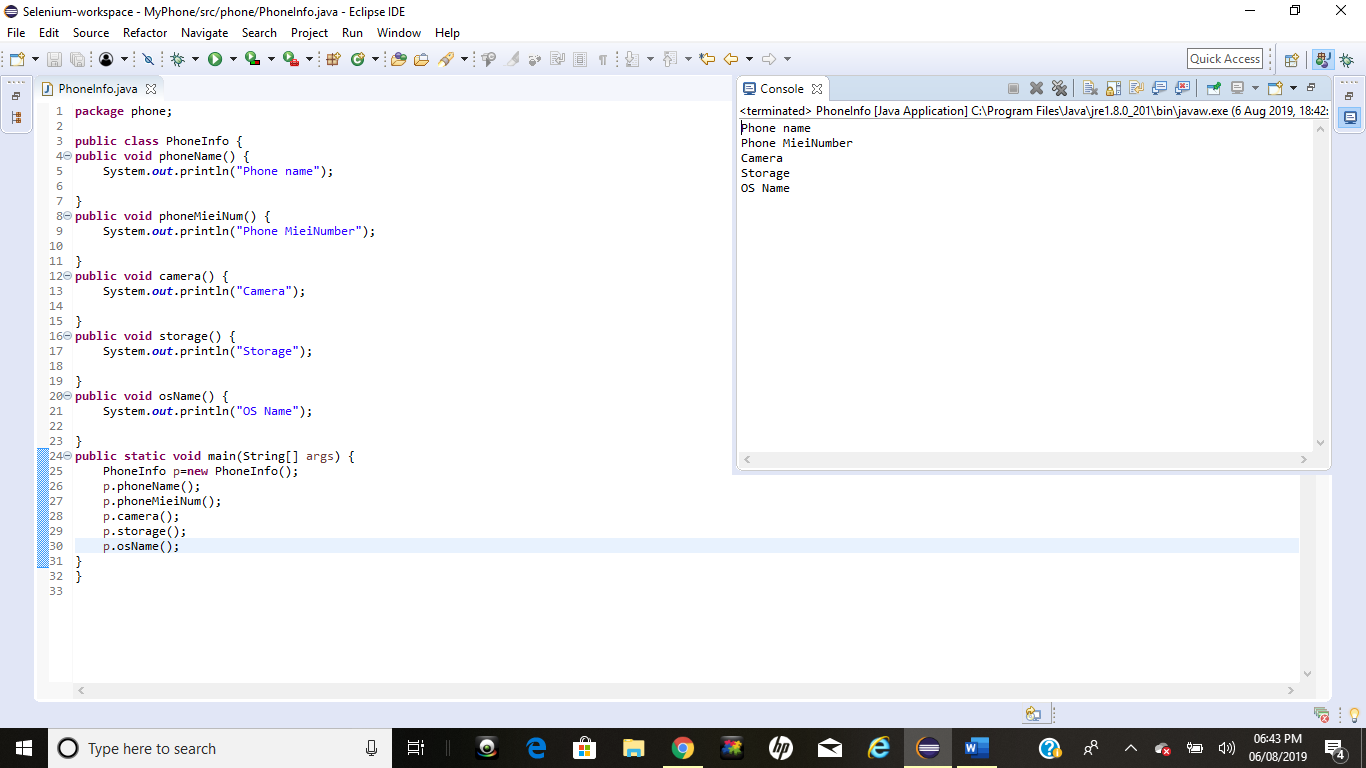 Selenium-workspace - MyPhone/src/phone/PhoneInfo.java - Eclipse IDE
File Edit Source Refactor Navigate Search Project Run Window Help
Quick Access
PhoneInfo.java
1 package phone;
2
3 public class PhoneInfo {
4 public void phoneName() {
5 System.out.println("Phone name");
6
7 }
8 public void phoneMieiNum() {
9 System.out.println("Phone MieiNumber");
10
11 }
12 public void camera() {
13 System.out.println("Camera");
14
15 }
16 public void storage() {
17 System.out.println("Storage");
18
19 }
20 public void osName() {
21 System.out.println("OS Name");
22
23 }
24 public static void main(String[] args) {
25 PhoneInfo p=new PhoneInfo();
26 p.phoneName();
27 p.phoneMieiNum();
28 p.camera();
29 p.storage();
30 p.osName();
31 }
32 }
33
Console
<terminated> PhoneInfo [Java Application] C:\Program Files\Java\jre1.8.0_201\bin\javaw.exe (6 Aug 2019, 18:42:
Phone name
Phone MieiNumber
Camera
Storage
OS Name
Type here to search
06:43 PM
06/08/2019
4